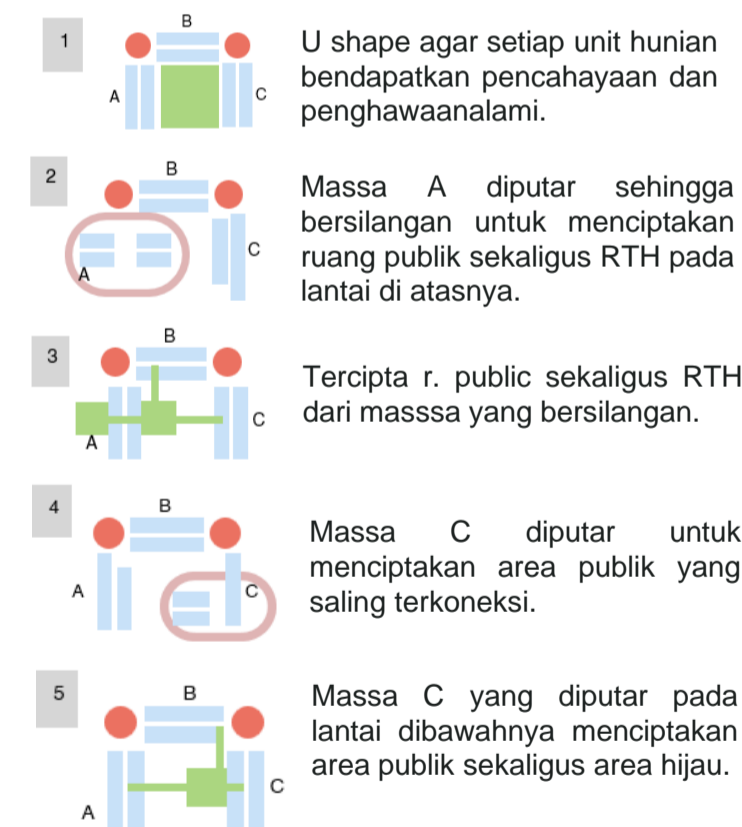 1
B
A
C
U shape agar setiap unit hunian
bendapatkan pencahayaan dan
penghawaanalami.
2
B
A
C
Massa A diputar sehingga
bersilangan untuk menciptakan
ruang publik sekaligus RTH pada
lantai di atasnya.
3
B
A
C
Tercipta r. public sekaligus RTH
dari masssa yang bersilangan.
4
B
A
C
Massa C diputar untuk
menciptakan area publik yang
saling terkoneksi.
5
B
A
C
Massa C yang diputar pada
lantai dibawahnya menciptakan
area publik sekaligus area hijau.